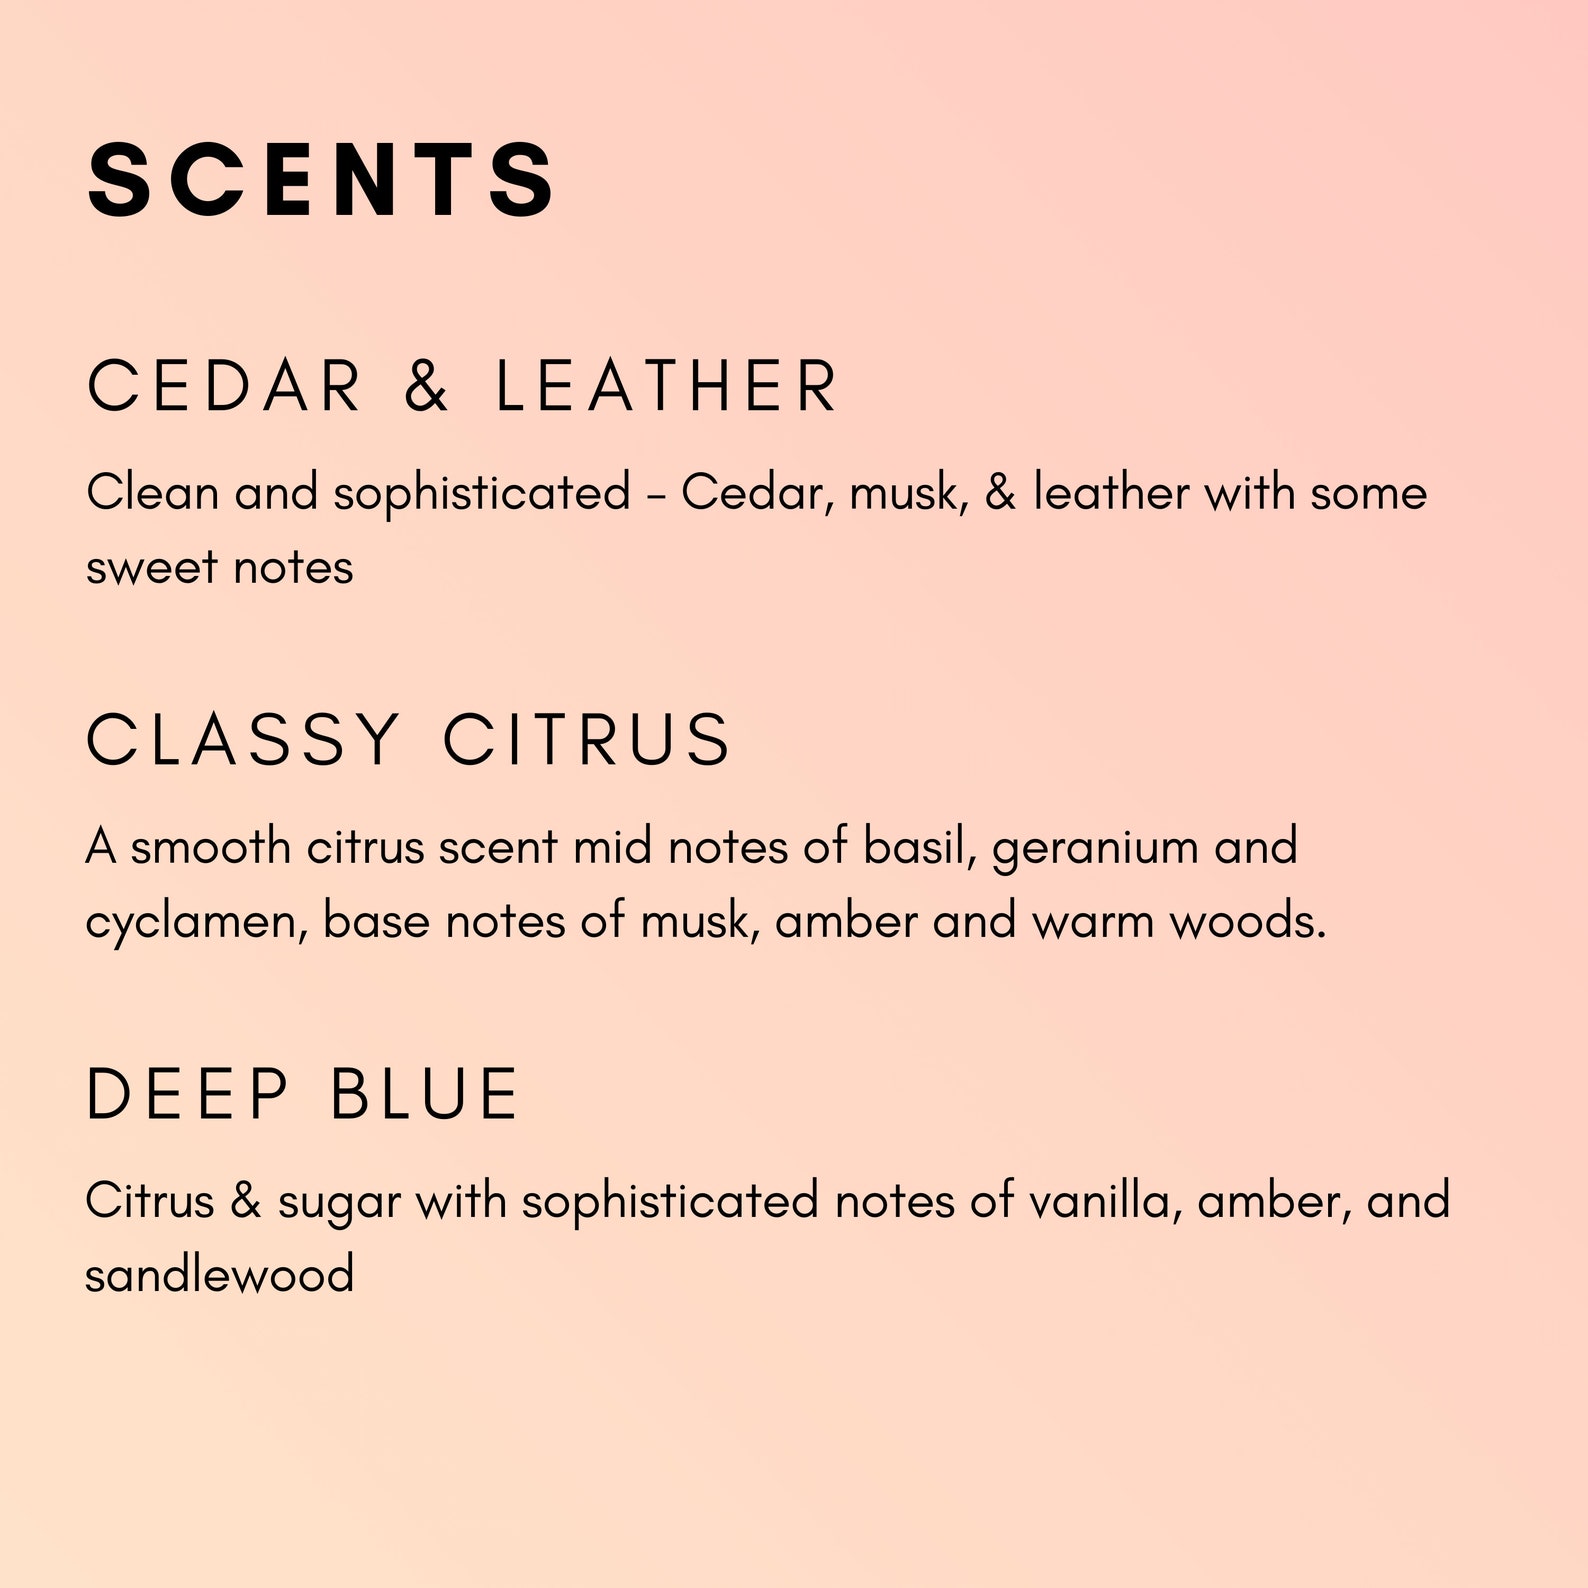 SCENTS
CEDAR & LEATHER
Clean and sophisticated - Cedar, musk, & leather with some
sweet notes
CLASSY CITRUS
A smooth citrus scent mid notes of basil, geranium and
cyclamen, base notes of musk, amber and warm woods.
DEEP BLUE
Citrus & sugar with sophisticated notes of vanilla, amber, and
sandlewood